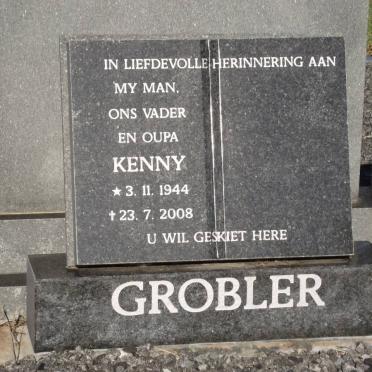 IN LIEFDEVOLLE HERINNERING AAN
MY MAN,
ONS VADER
EN OUPA
KENNY
★ 3. 11. 1944
✝ 23. 7. 2008
U WIL GESKIET HERE
GROBLER